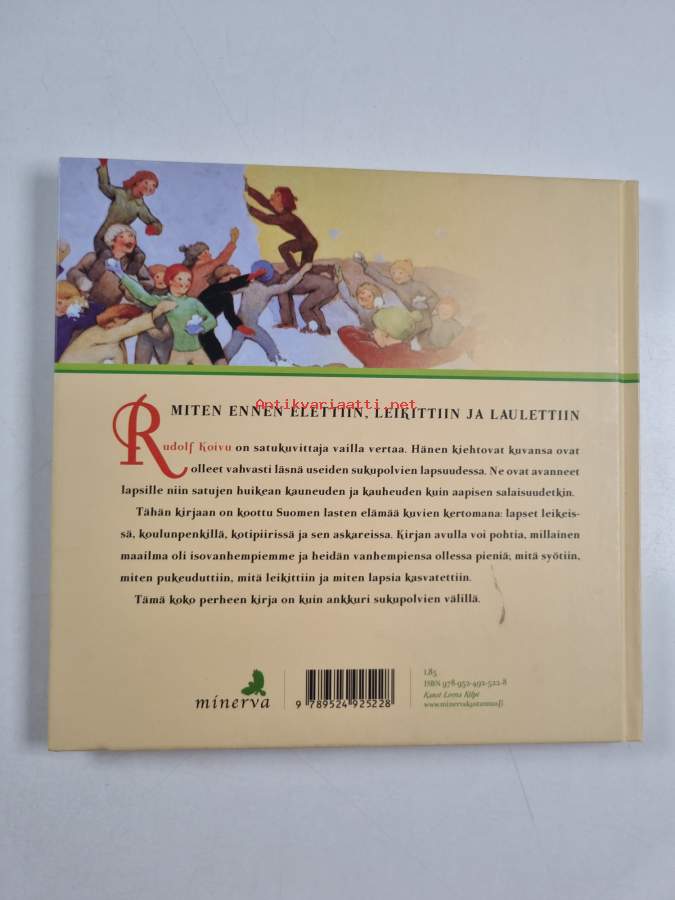 MITEN ENNEN ELETTIIN, LEIKITTIIN JA LAULETTIIN
Antikvariaatti.net
Rudolf Koivu on satukuvittaja vailla vertaa. Hänen kiehtovat kuvansa ovat
olleet vahvasti läsnä useiden sukupolvien lapsuudessa. Ne ovat avanneet
lapsille niin satujen huikean kauneuden ja kauheuden kuin aapisen salaisuudetkin.
Tähän kirjaan on koottu Suomen lasten elämää kuvien kertomana: lapset leikeis-
sä, koulunpenkillä, kotipiirissä ja sen askareissa. Kirjan avulla voi pohtia, millainen
maailma oli isovanhempiemme ja heidän vanhempiensa ollessa pieniä; mitä syötiin,
miten pukeuduttiin, mitä leikittiin ja miten lapsia kasvatettiin.
Tämä koko perheen kirja on kuin ankkuri sukupolvien välillä.
minerva
9 789524 925228
L85
ISBN 978-952-492-522-8
Kansi Leena Kilpi
www.minervakustannus.fi